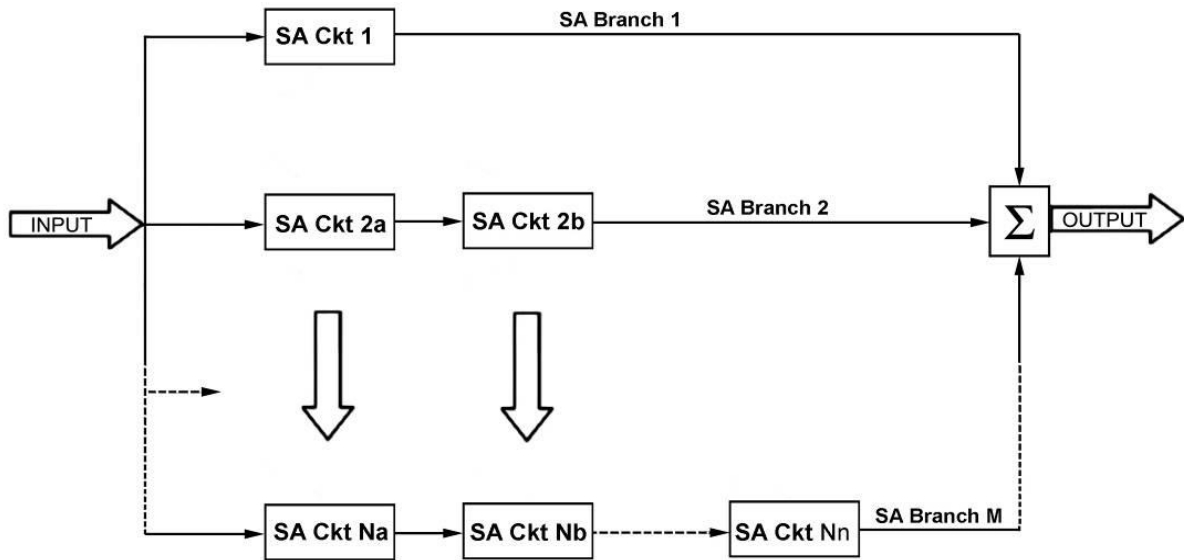 SA Branch 1
SA Ckt 1
INPUT
SA Ckt 2a
SA Ckt 2b
SA Branch 2
Σ
OUTPUT
SA Ckt Na
SA Ckt Nb
SA Ckt Nn
SA Branch M